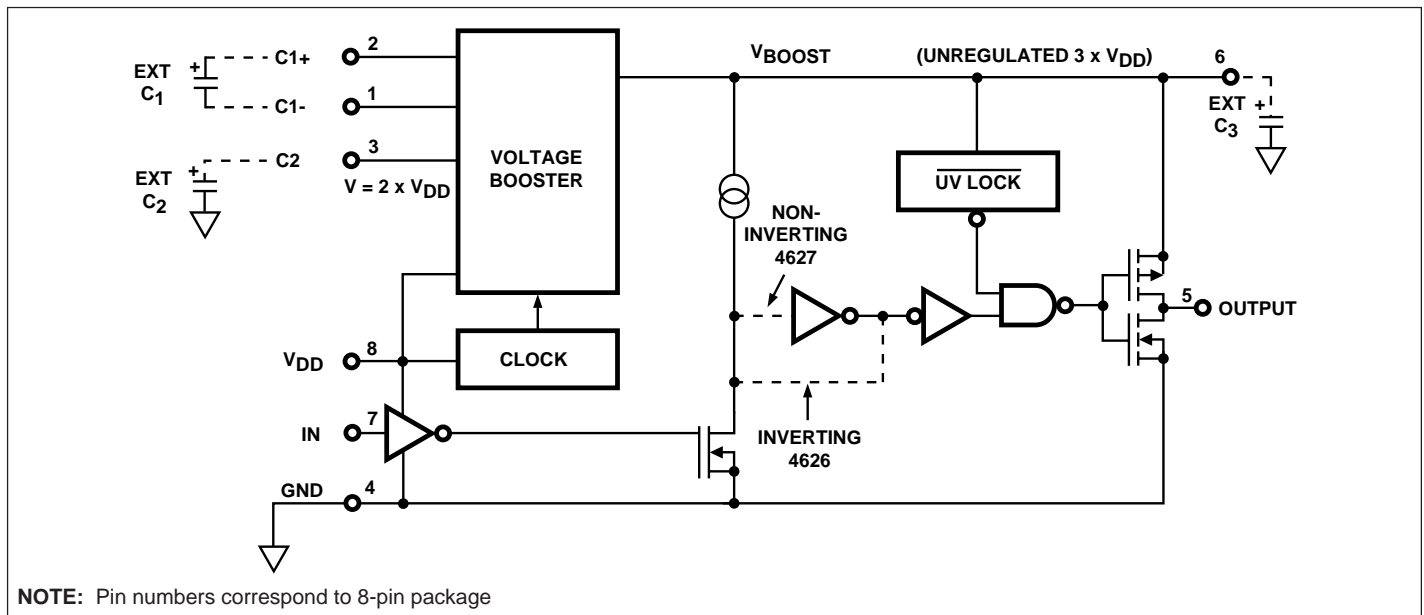 2
C1+
EXT
C1
+
C1-
1
3
C2
EXT
C2
+
V = 2 x VDD
VOLTAGE
BOOSTER
VBOOST
(UNREGULATED 3 x VDD)
6
EXT
C3
+
UV LOCK
NON-
INVERTING
4627
5
OUTPUT
VDD
8
CLOCK
IN
7
INVERTING
4626
GND
4
NOTE: Pin numbers correspond to 8-pin package